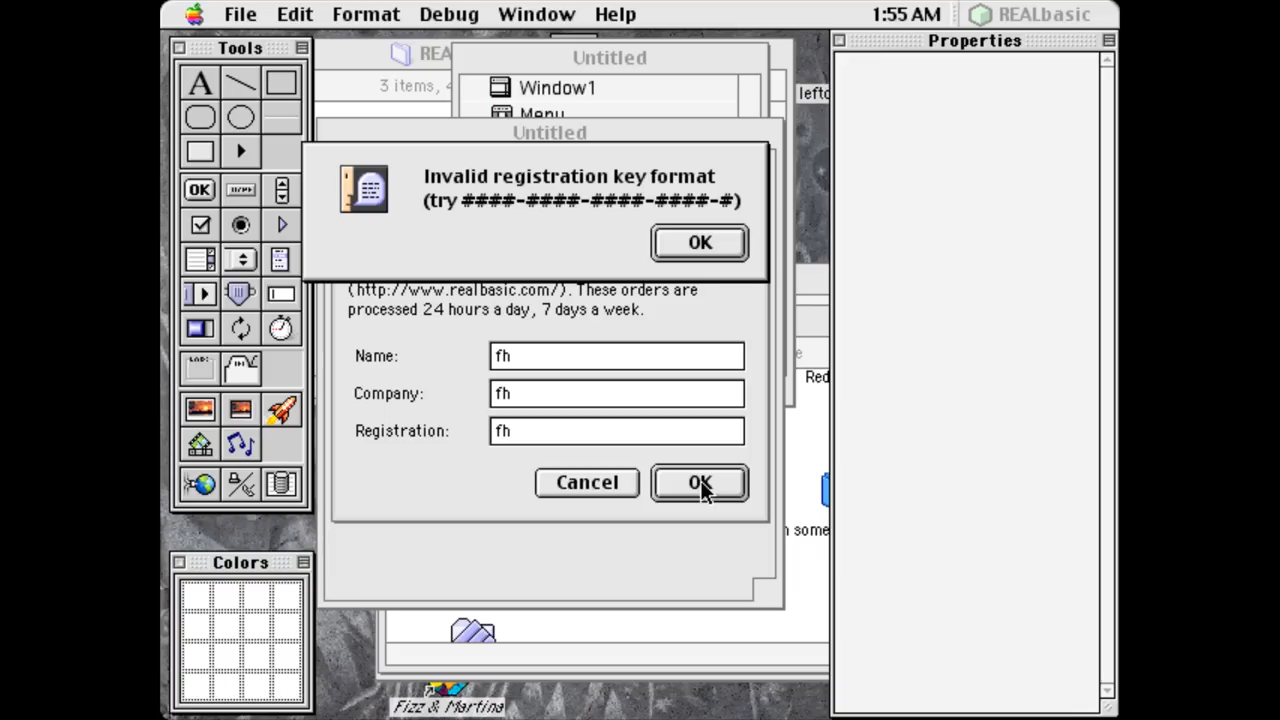 File Edit Format Debug Window Help 1:55 AM REALbasic
Tools
A
OK
Colors
REA
3 items,
Untitled
Window1
Menu
Untitled
Invalid registration key format
(try ####-####-####-####-#)
OK
(http://www.realbasic.com/). These orders are
processed 24 hours a day, 7 days a week.
Name: fh
Company: fh
Registration: fh
Cancel OK
Red
some
Fizz & Martina
Properties